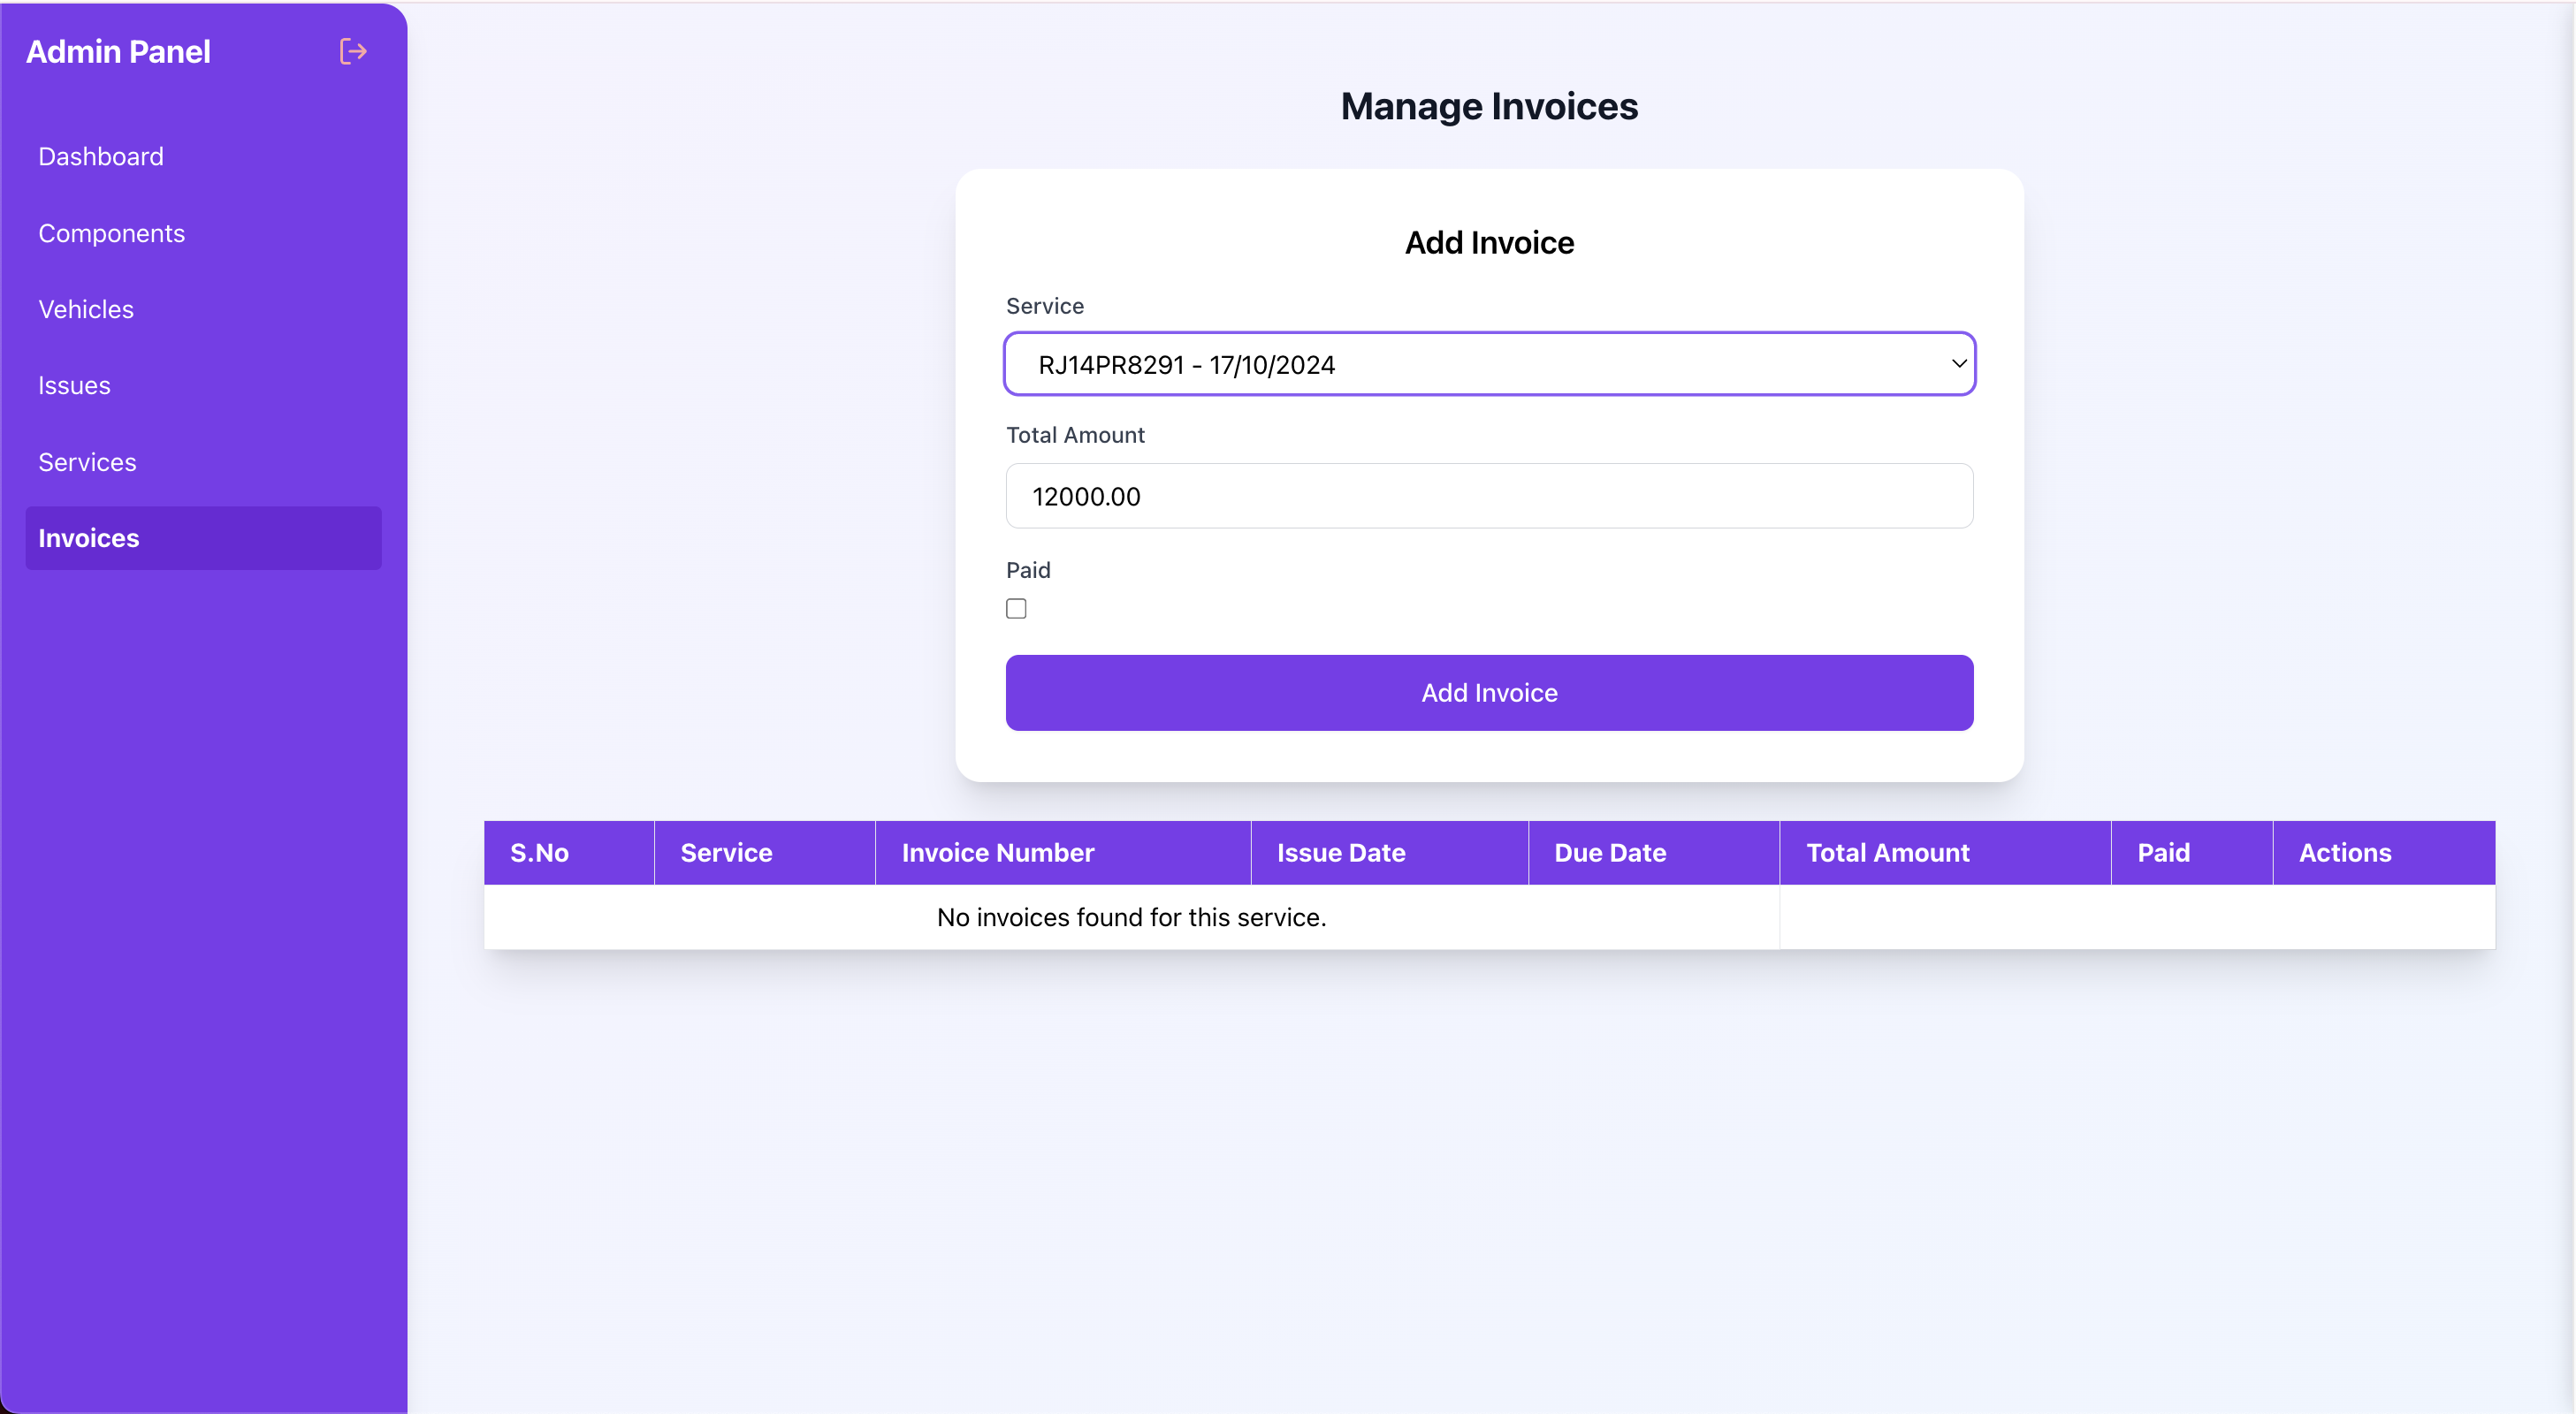 Admin Panel
Dashboard
Components
Vehicles
Issues
Services
Invoices
Manage Invoices
Add Invoice
Service
RJ14PR8291 - 17/10/2024
Total Amount
12000.00
Paid
Add Invoice
S.No Service Invoice Number Issue Date Due Date Total Amount Paid Actions
No invoices found for this service.